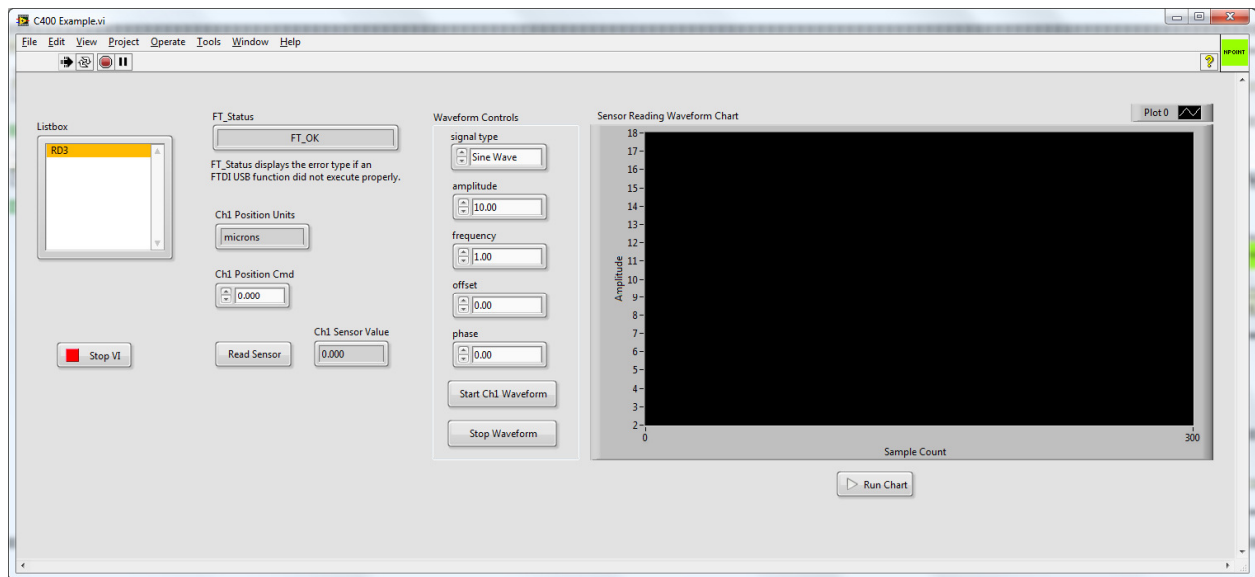 C400 Example.vi
File Edit View Project Operate Tools Window Help
?
NPOINT
Listbox
RD3
Stop VI
FT_Status
FT_OK
FT_Status displays the error type if an
FTDI USB function did not execute properly.
Ch1 Position Units
microns
Ch1 Position Cmd
0.000
Read Sensor
Ch1 Sensor Value
0.000
Waveform Controls
signal type
Sine Wave
amplitude
10.00
frequency
1.00
offset
0.00
phase
0.00
Start Ch1 Waveform
Stop Waveform
Sensor Reading Waveform Chart
Plot 0
Amplitude
18
17
16
15
14
13
12
11
10
9
8
7
6
5
4
3
2
0 300
Sample Count
Run Chart